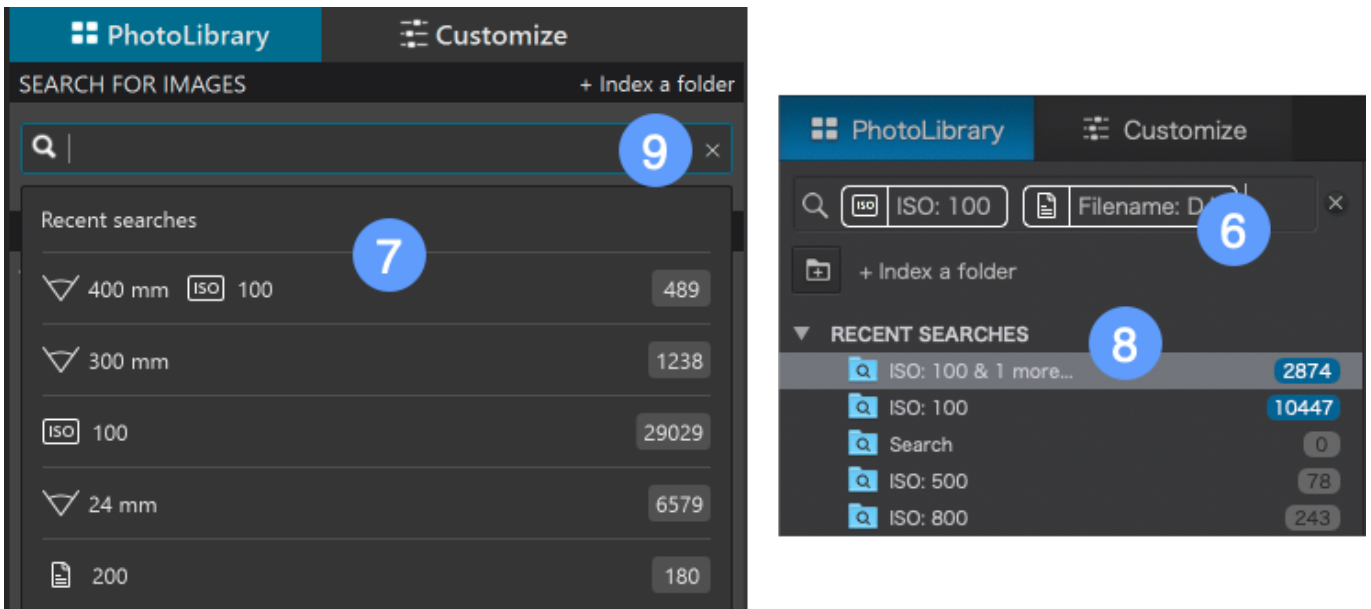 PhotoLibrary Customize
SEARCH FOR IMAGES + Index a folder
9
Recent searches
7
400 mm ISO 100 489
300 mm 1238
ISO 100 29029
24 mm 6579
200 180
PhotoLibrary Customize
ISO ISO: 100 Filename:
6
+ Index a folder
RECENT SEARCHES
8
ISO: 100 & 1 more... 2874
ISO: 100 10447
Search 0
ISO: 500 78
ISO: 800 243